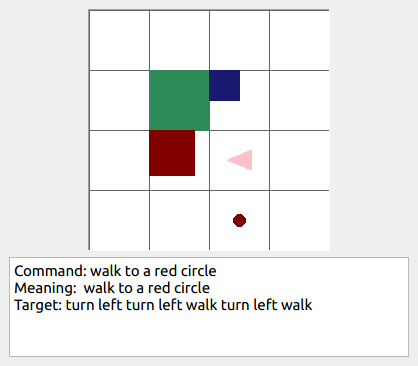 Command: walk to a red circle
Meaning: walk to a red circle
Target: turn left turn left walk turn left walk